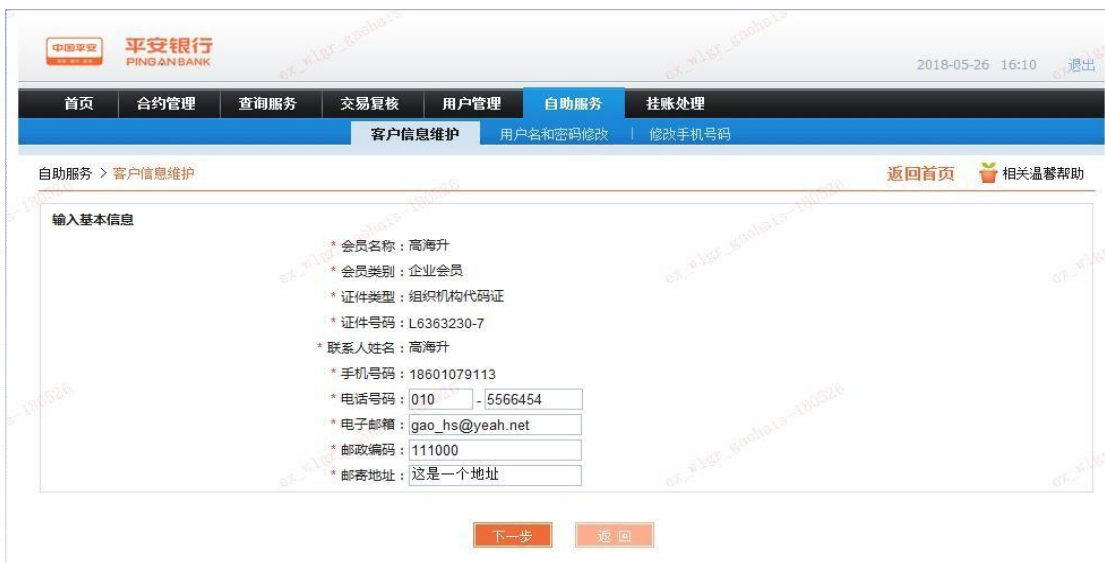 中国平安
平安银行
PINGAN BANK
2018-05-26 16:10 退出
首页 合约管理 查询服务 交易复核 用户管理 自助服务 挂账处理
客户信息维护 用户名和密码修改 | 修改手机号码
自助服务 > 客户信息维护 返回首页 相关温馨帮助
输入基本信息
* 会员名称：高海升
* 会员类别：企业会员
* 证件类型：组织机构代码证
* 证件号码：L6363230-7
* 联系人姓名：高海升
* 手机号码：18601079113
* 电话号码：010 - 5566454
* 电子邮箱：gao_hs@yeah.net
* 邮政编码：111000
* 邮寄地址：这是一个地址
下一步 返回